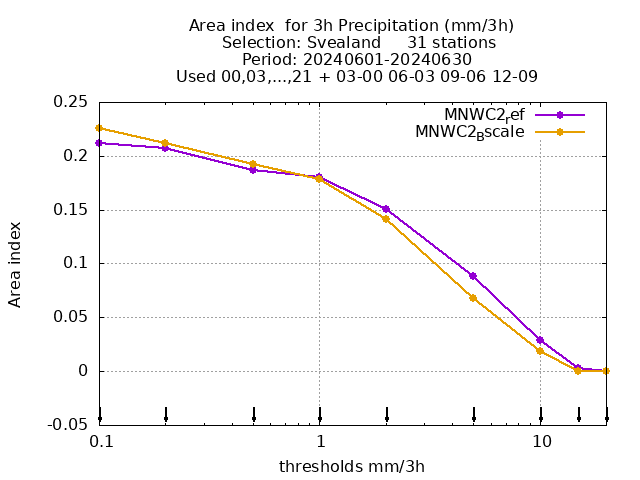 Area index  for 3h Precipitation (mm/3h)
Selection: Svealand     31 stations
Period: 20240601-20240630
Used 00,03,...,21 + 03-00 06-03 09-06 12-09
MNWC2_ref
MNWC2_Bscale
0.25
0.2
0.15
0.1
0.05
0
-0.05
Area index
0.1
1
10
thresholds mm/3h